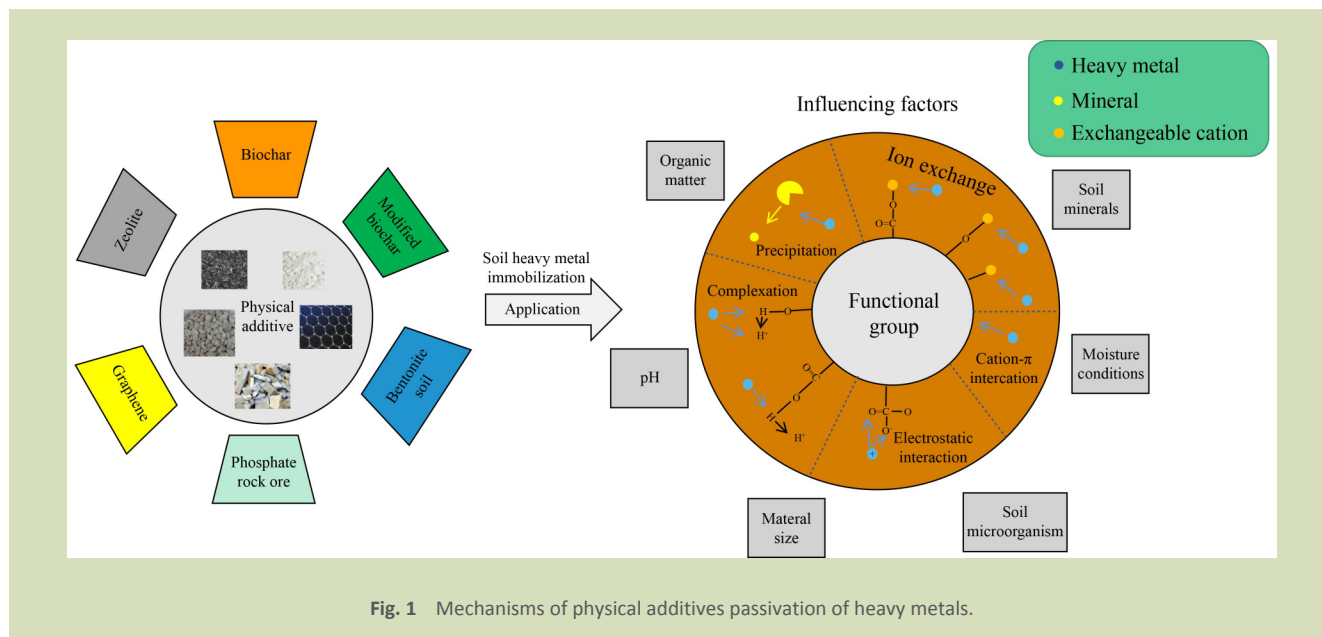 Heavy metal
Mineral
Exchangeable cation
Biochar
Zeolite
Modified
biochar
Physical
additive
Graphene
Bentonite
soil
Phosphate
rock ore
Soil heavy metal
immobilization
Application
Influencing factors
Organic
matter
Soil
minerals
pH
Moisture
conditions
Materal
size
Soil
microorganism
Ion exchange
O=C
O
O
Precipitation
Complexation
H—O
H⁺
Functional
group
Cation-π
intercation
O
C
O
H
H⁺
O=C—O
O⁻
+
Electrostatic
interaction
Fig. 1 Mechanisms of physical additives passivation of heavy metals.